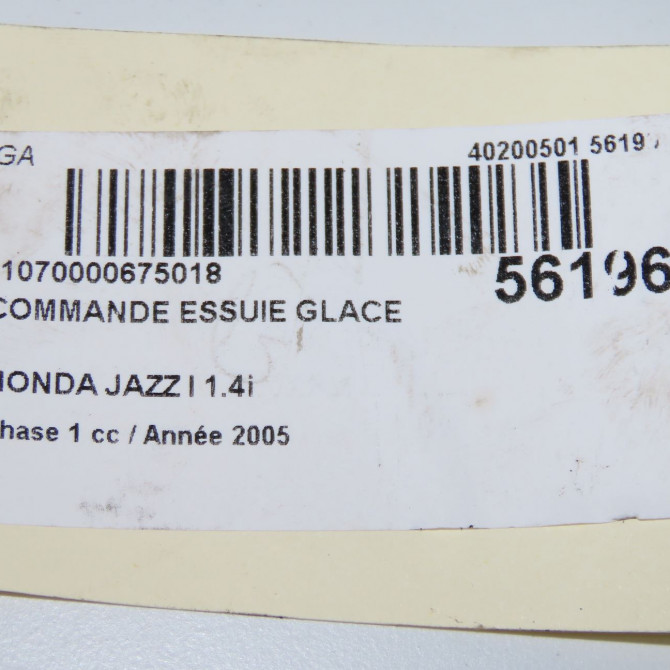 GA
40200501 5619
1070000675018
56196
COMMANDE ESSUIE GLACE
HONDA JAZZ I 1.4i
hase 1 cc / Année 2005